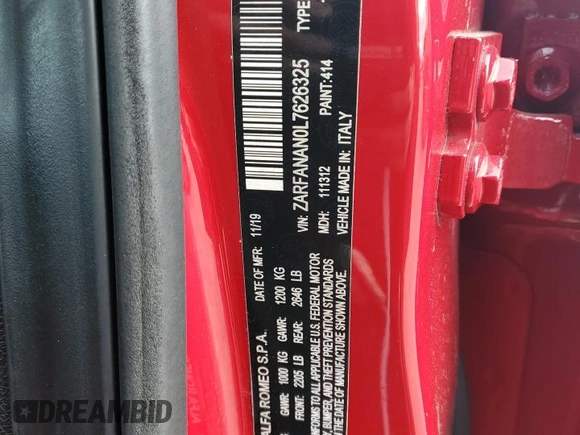 ALFA ROMEO S.P.A. DATE OF MFR: 11/19
GAWR: 1000 KG GAWR: 1200 KG
FRONT: 2205 LB REAR: 2646 LB
VIN: ZARFANAN0L7626325 TYPE
MDH: 111312 PAINT: 414
VEHICLE MADE IN: ITALY
CONFORMS TO ALL APPLICABLE U.S. FEDERAL MOTOR
BUMPER, AND THEFT PREVENTION STANDARDS
THE DATE OF MANUFACTURE SHOWN ABOVE.
DREAMBID